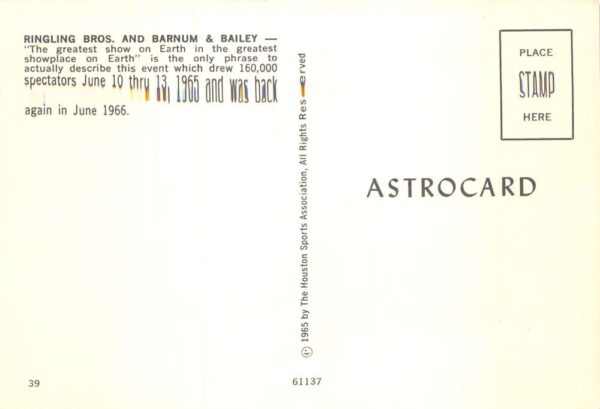 RINGLING BROS. AND BARNUM & BAILEY —
"The greatest show on Earth in the greatest
showplace on Earth" is the only phrase to
actually describe this event which drew 160,000
spectators June 10 thru 13, 1965 and was back
again in June 1966.
© 1965 by The Houston Sports Association, All Rights Reserved
PLACE
STAMP
HERE
ASTROCARD
39
61137